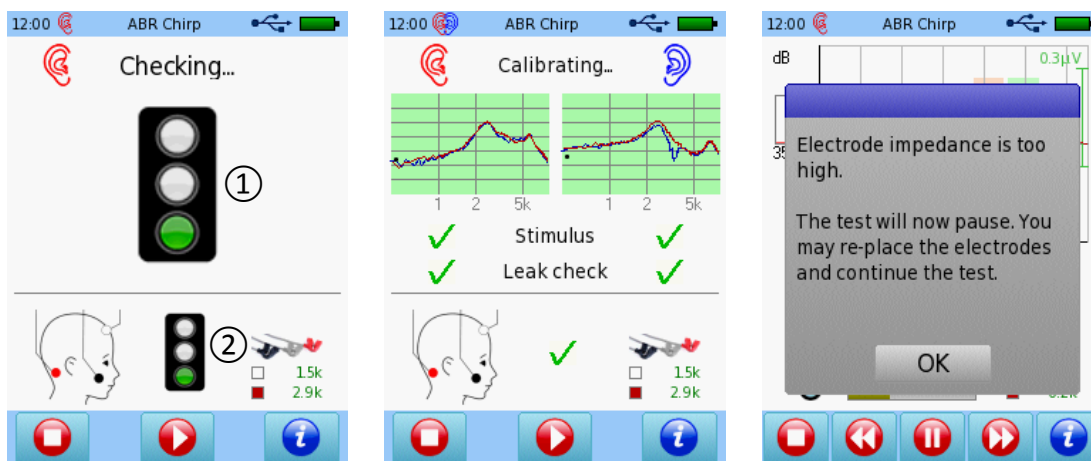 12:00 ABR Chirp
Checking...
①
②
1.5k
2.9k
12:00 ABR Chirp
Calibrating...
1 2 5k 1 2 5k
Stimulus
Leak check
1.5k
2.9k
12:00 ABR Chirp
dB
0.3µV
Electrode impedance is too
high.
The test will now pause. You
may re-place the electrodes
and continue the test.
OK